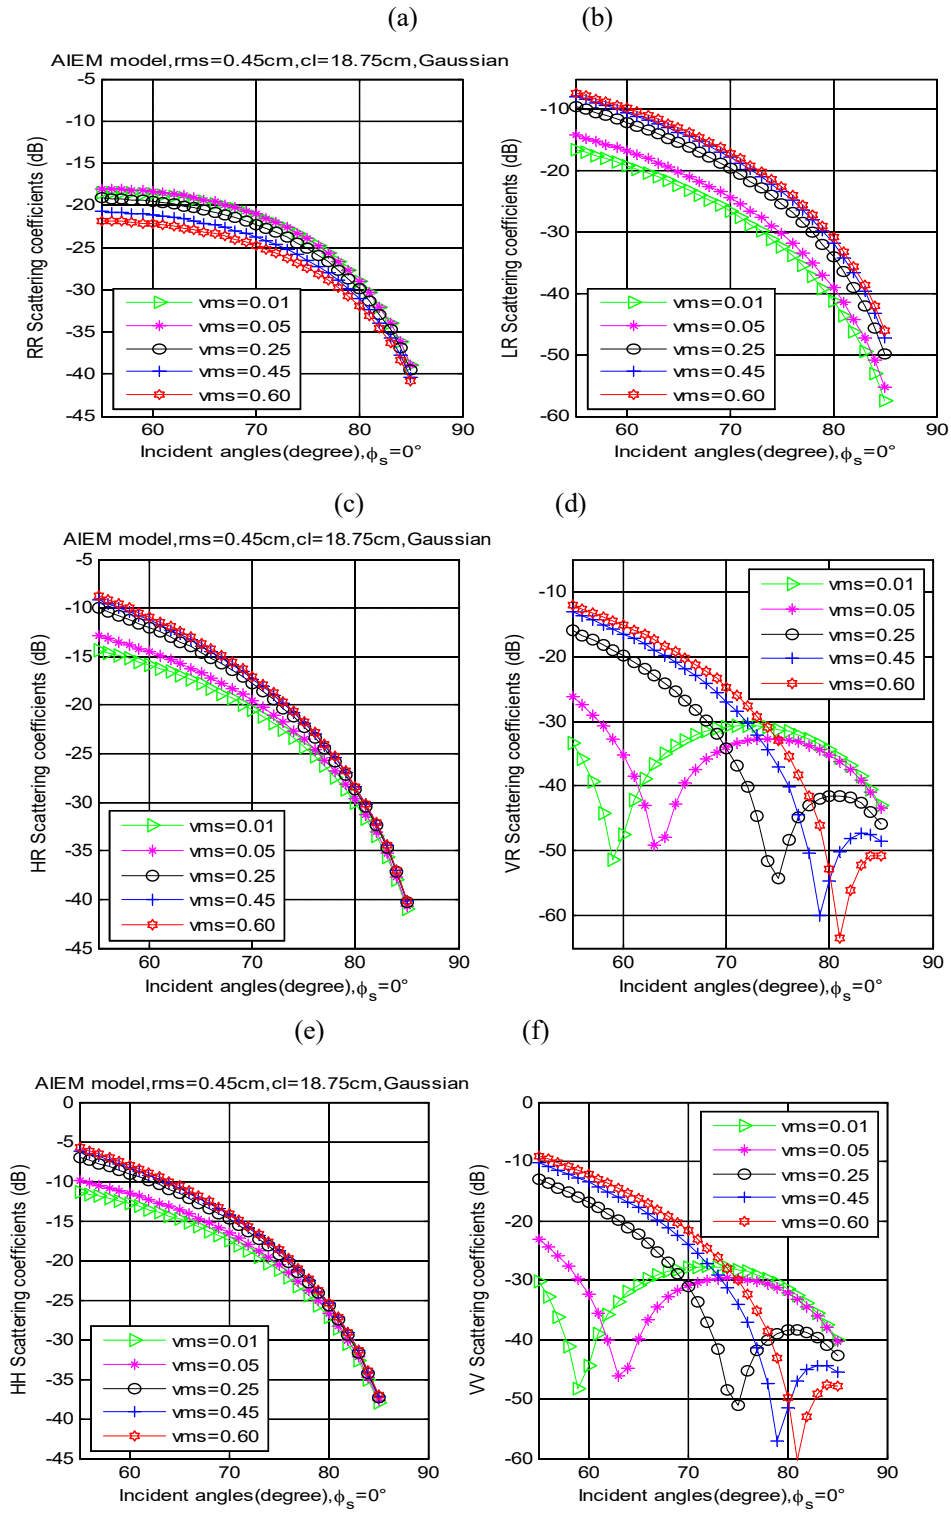 (a) (b)
AIEM model,rms=0.45cm,cl=18.75cm,Gaussian
RR Scattering coefficients (dB)
-5
-10
-15
-20
-25
-30
-35
-40
-45
60 70 80 90
Incident angles(degree),ϕs=0°
vms=0.01
vms=0.05
vms=0.25
vms=0.45
vms=0.60
LR Scattering coefficients (dB)
-10
-20
-30
-40
-50
-60
60 70 80 90
Incident angles(degree),ϕs=0°
vms=0.01
vms=0.05
vms=0.25
vms=0.45
vms=0.60
(c) (d)
AIEM model,rms=0.45cm,cl=18.75cm,Gaussian
HR Scattering coefficients (dB)
-5
-10
-15
-20
-25
-30
-35
-40
-45
60 70 80 90
Incident angles(degree),ϕs=0°
vms=0.01
vms=0.05
vms=0.25
vms=0.45
vms=0.60
VR Scattering coefficients (dB)
-10
-20
-30
-40
-50
-60
60 70 80 90
Incident angles(degree),ϕs=0°
vms=0.01
vms=0.05
vms=0.25
vms=0.45
vms=0.60
(e) (f)
AIEM model,rms=0.45cm,cl=18.75cm,Gaussian
HH Scattering coefficients (dB)
0
-5
-10
-15
-20
-25
-30
-35
-40
-45
60 70 80 90
Incident angles(degree),ϕs=0°
vms=0.01
vms=0.05
vms=0.25
vms=0.45
vms=0.60
VV Scattering coefficients (dB)
0
-10
-20
-30
-40
-50
-60
60 70 80 90
Incident angles(degree),ϕs=0°
vms=0.01
vms=0.05
vms=0.25
vms=0.45
vms=0.60